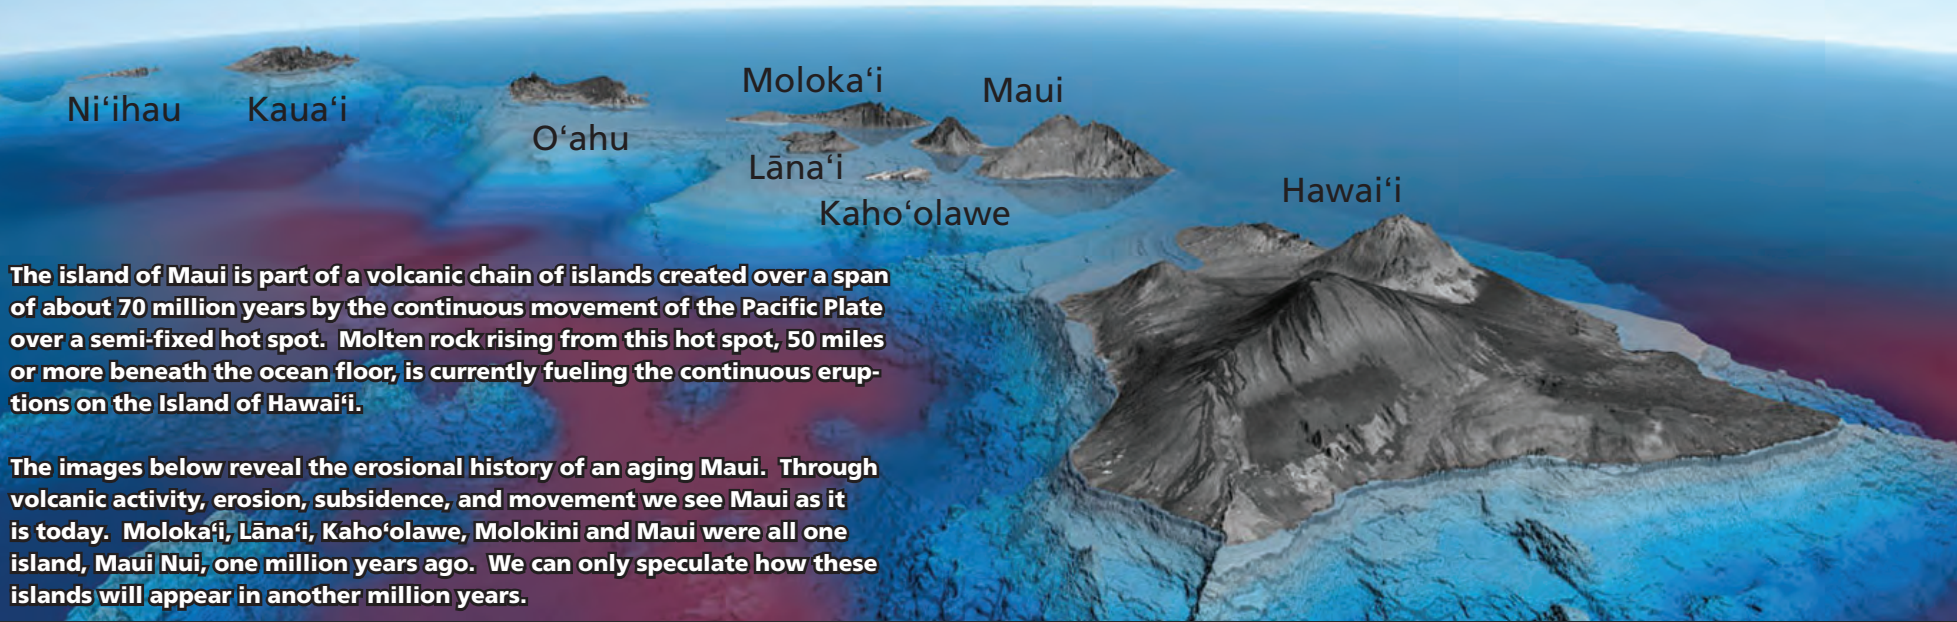 Ni‘ihau
Kaua‘i
O‘ahu
Moloka‘i
Maui
Lāna‘i
Kaho‘olawe
Hawai‘i
The island of Maui is part of a volcanic chain of islands created over a span
of about 70 million years by the continuous movement of the Pacific Plate
over a semi-fixed hot spot.  Molten rock rising from this hot spot, 50 miles
or more beneath the ocean floor, is currently fueling the continuous erup-
tions on the Island of Hawai‘i.
The images below reveal the erosional history of an aging Maui.  Through
volcanic activity, erosion, subsidence, and movement we see Maui as it
is today.  Moloka‘i, Lāna‘i, Kaho‘olawe, Molokini and Maui were all one
island, Maui Nui, one million years ago.  We can only speculate how these
islands will appear in another million years.